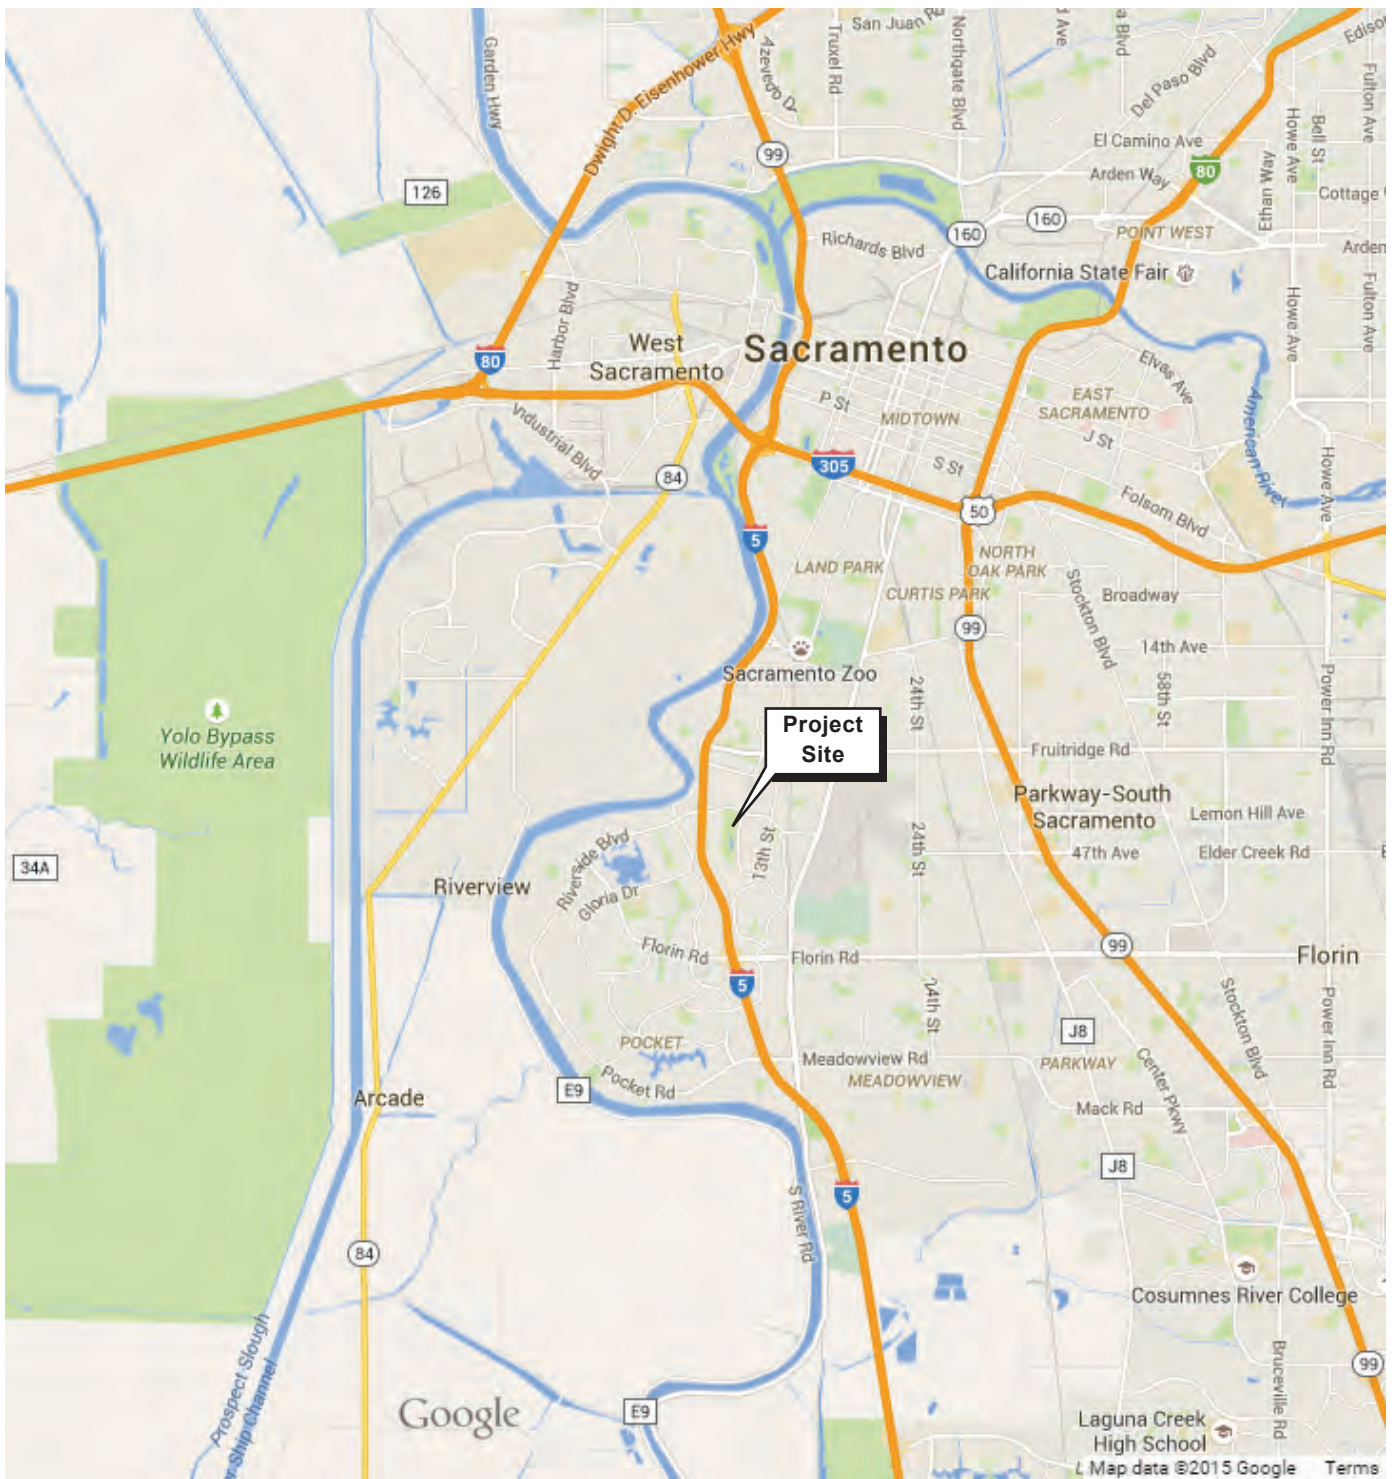 San Juan Rd
Garden Hwy
Dwight D. Eisenhower Hwy
Azevedo Dr
Truxel Rd
Northgate Blvd
d Ave
a Blvd
Edison
Del Paso Blvd
Fulton Ave
Howe Ave
Bell St
El Camino Ave
99
126
80
Arden Way
Ethan Way
Cottage
160
160
POINT WEST
Richards Blvd
Arden
California State Fair
Harbor Blvd
Howe Ave
Fulton Ave
West
Sacramento
Sacramento
80
Elvas Ave
EAST
SACRAMENTO
P St
MIDTOWN
J St
American River
Industrial Blvd
305
S St
84
Howe Ave
Folsom Blvd
50
5
LAND PARK
NORTH
OAK PARK
CURTIS PARK
Stockton Blvd
Broadway
99
14th Ave
Sacramento Zoo
24th St
58th St
Power Inn Rd
Yolo Bypass
Wildlife Area
Project
Site
Fruitridge Rd
Parkway-South
Sacramento
Lemon Hill Ave
Riverside Blvd
13th St
24th St
47th Ave
Elder Creek Rd
E
34A
Riverview
Gloria Dr
Florin Rd
Florin Rd
99
Florin
5
24th St
Stockton Blvd
Power Inn Rd
POCKET
J8
Meadowview Rd
MEADOWVIEW
PARKWAY
Center Pkwy
E9
Pocket Rd
Arcade
Mack Rd
J8
5
S River Rd
84
Cosumnes River College
Prospect Slough
r Ship Channel
Bruceville Rd
99
Google
E9
Laguna Creek
High School
Map data ©2015 Google
Terms